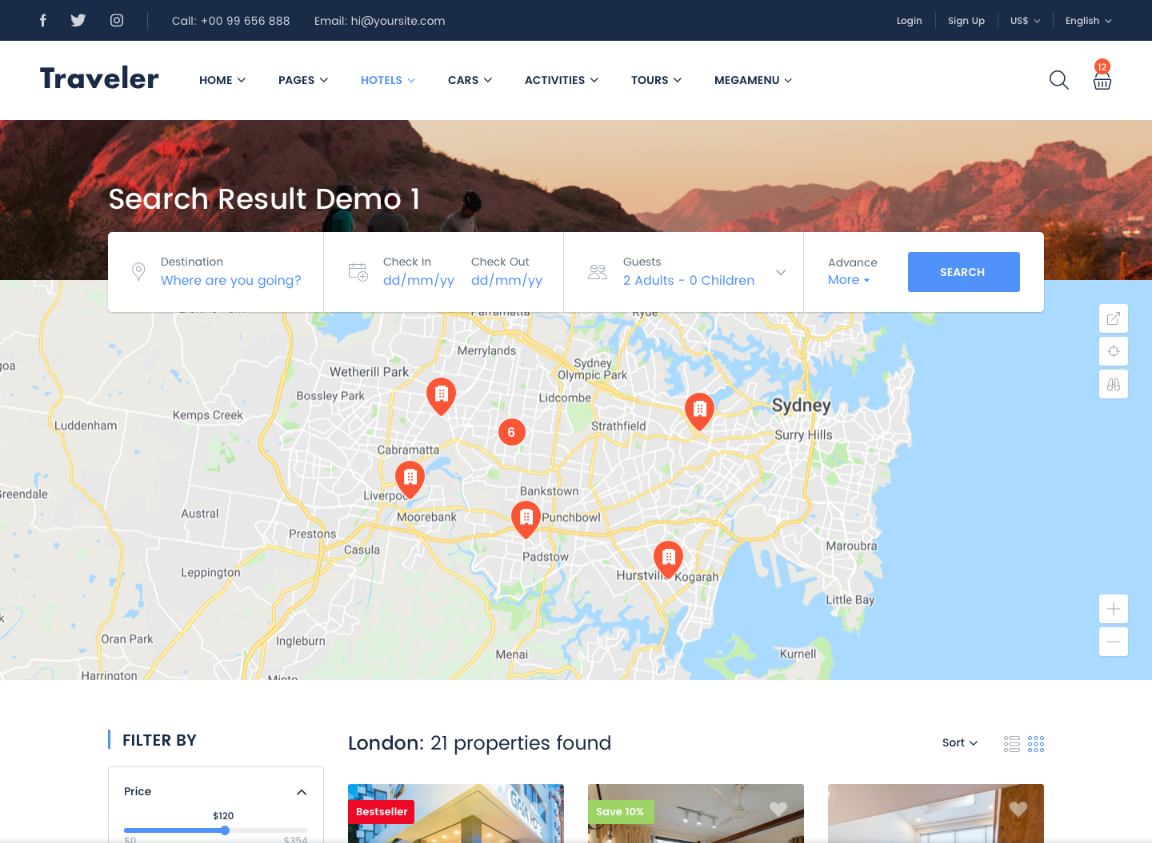 Call: +00 99 656 888 Email: hi@yoursite.com Login Sign Up US$ English
Traveler HOME PAGES HOTELS CARS ACTIVITIES TOURS MEGAMENU 12
Search Result Demo 1
Destination Check In Check Out Guests Advance
Where are you going? dd/mm/yy dd/mm/yy 2 Adults - 0 Children More SEARCH
Parramatta Ryde
Merrylands
Sydney
Olympic Park
Wetherill Park
Bossley Park
Lidcombe
Sydney
Kemps Creek
Luddenham
6
Strathfield
Surry Hills
Cabramatta
Greendale
Liverpool
Bankstown
Austral
Moorebank
Punchbowl
Prestons
Casula
Padstow
Maroubra
Leppington
Hurstville
Kogarah
Little Bay
Oran Park
Ingleburn
Menai
Kurnell
Harrington
Minto
FILTER BY
London: 21 properties found
Sort
Price
$120
$0 $354
Bestseller
Save 10%